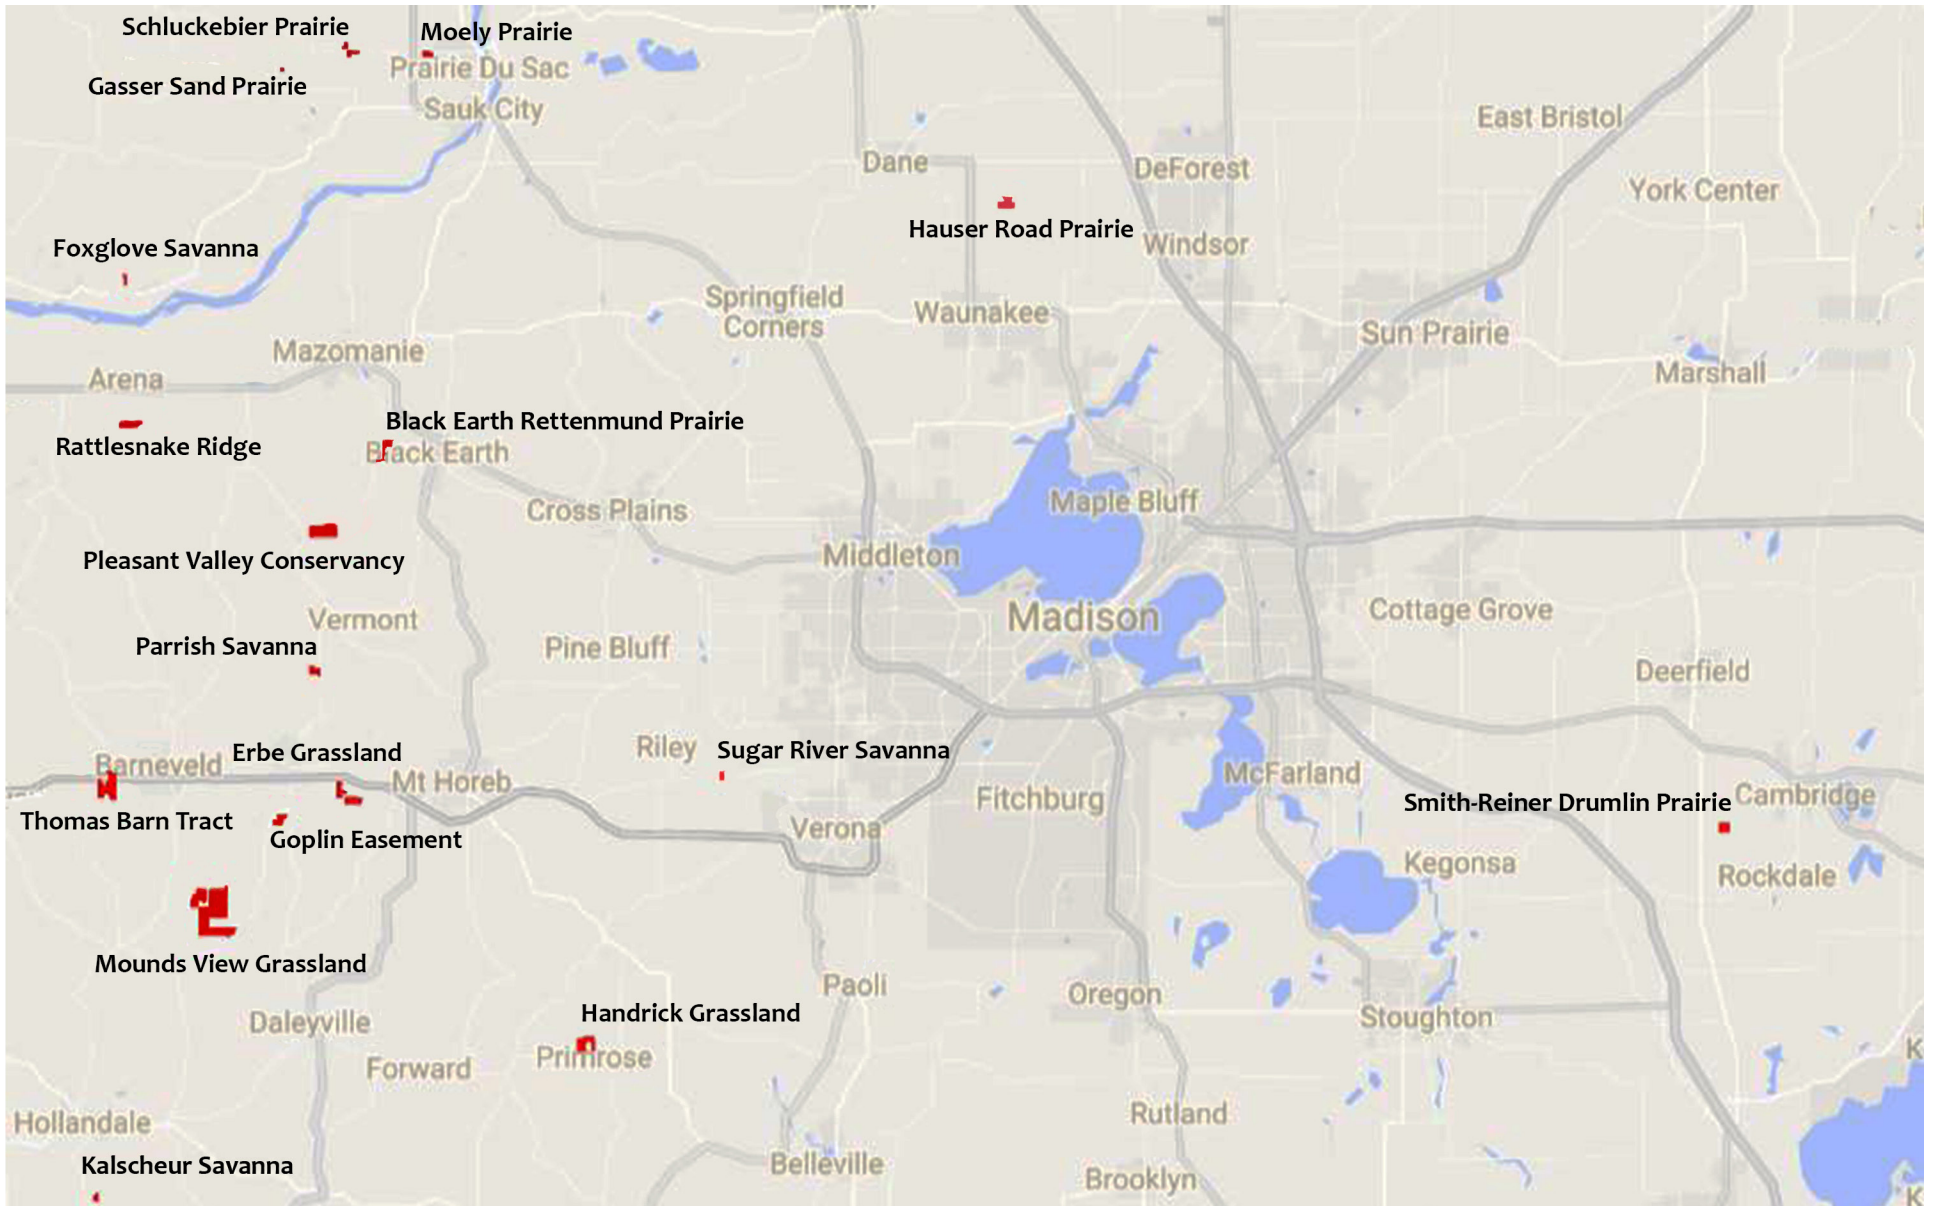 Schluckebier Prairie
Moely Prairie
Prairie Du Sac
Gasser Sand Prairie
Sauk City
East Bristol
Dane
DeForest
York Center
Hauser Road Prairie
Windsor
Foxglove Savanna
Springfield
Corners
Waunakee
Sun Prairie
Mazomanie
Arena
Marshall
Black Earth Rettenmund Prairie
Rattlesnake Ridge
Black Earth
Maple Bluff
Cross Plains
Middleton
Pleasant Valley Conservancy
Cottage Grove
Madison
Vermont
Parrish Savanna
Pine Bluff
Deerfield
Riley
Sugar River Savanna
Erbe Grassland
Barneveld
McFarland
Mt Horeb
Cambridge
Fitchburg
Smith-Reiner Drumlin Prairie
Thomas Barn Tract
Verona
Goplin Easement
Kegonsa
Rockdale
Mounds View Grassland
Paoli
Oregon
Handrick Grassland
Stoughton
Daleyville
Primrose
Forward
K
Rutland
Hollandale
Kalscheur Savanna
Belleville
Brooklyn
K